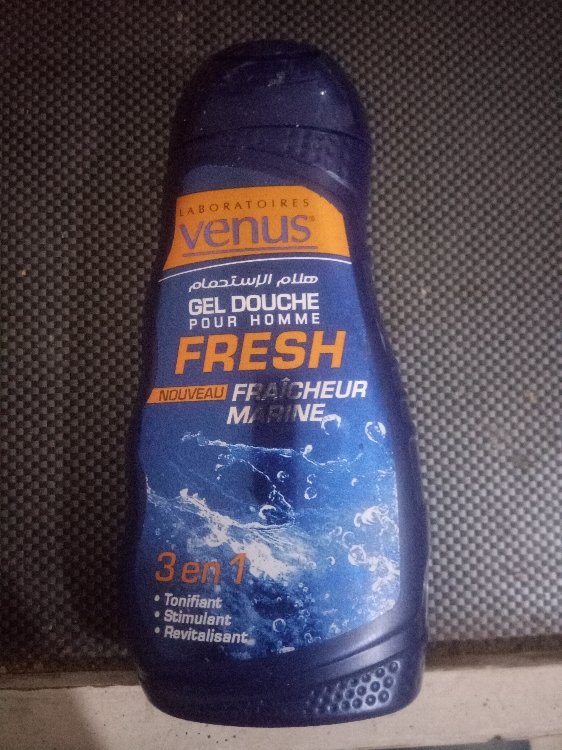 LABORATOIRES
venus®
هلام الإستحمام
GEL DOUCHE
POUR HOMME
FRESH
NOUVEAU FRAÎCHEUR
MARINE
3 en 1
• Tonifiant
• Stimulant
• Revitalisant